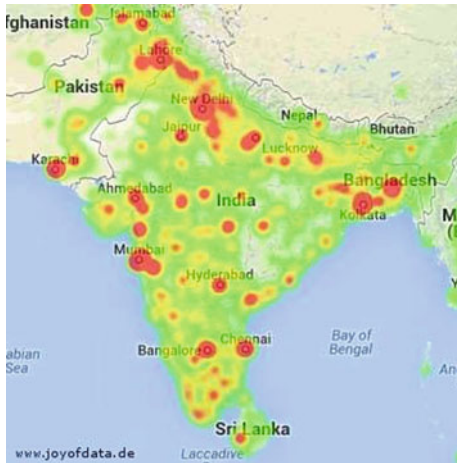 fghanistan
Islamabad
Lahore
Pakistan
New Delhi
Nepal
Jaipur
Bhutan
Lucknow
Karachi
Bangladesh
Ahmedabad
India
Kolkata
M
(
Mumbai
Hyderabad
Y
Chennai
Bangalore
Bay of
Bengal
abian
Sea
An
Sri Lanka
www.joyofdata.de
Laccadive